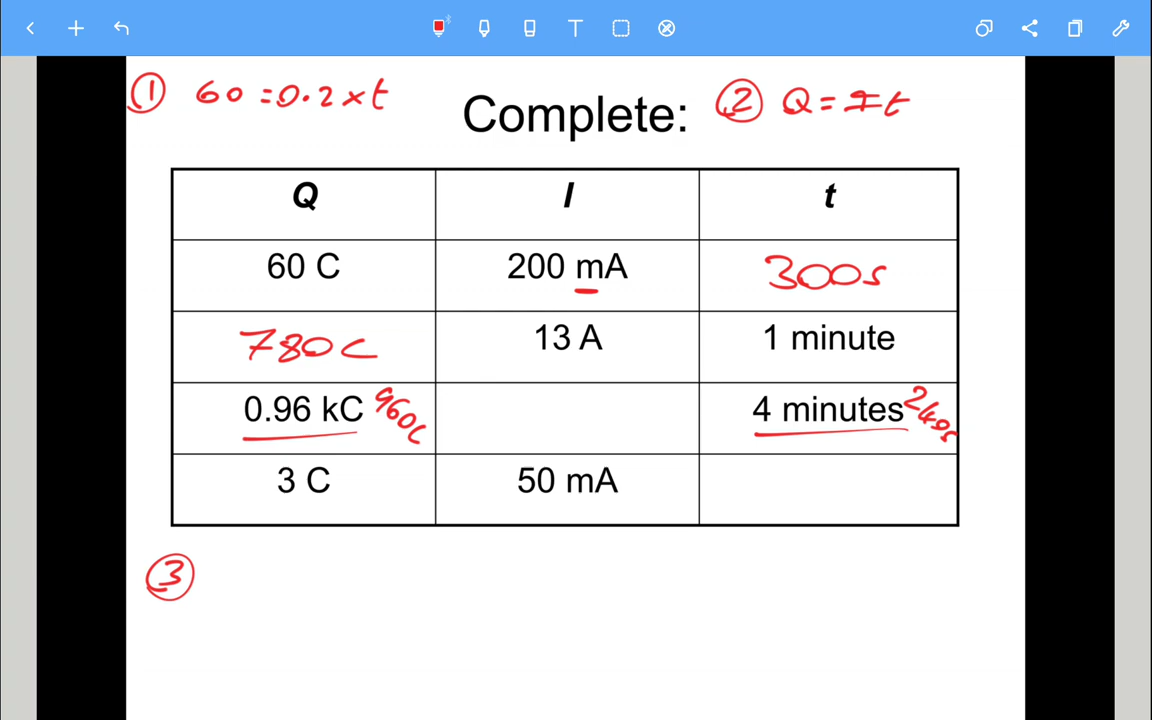 ① 60 = 0.2 × t
Complete:
② Q = It
Q I t
60 C 200 mA 300s
780C 13 A 1 minute
0.96 kC 960C 4 minutes 240s
3 C 50 mA
③